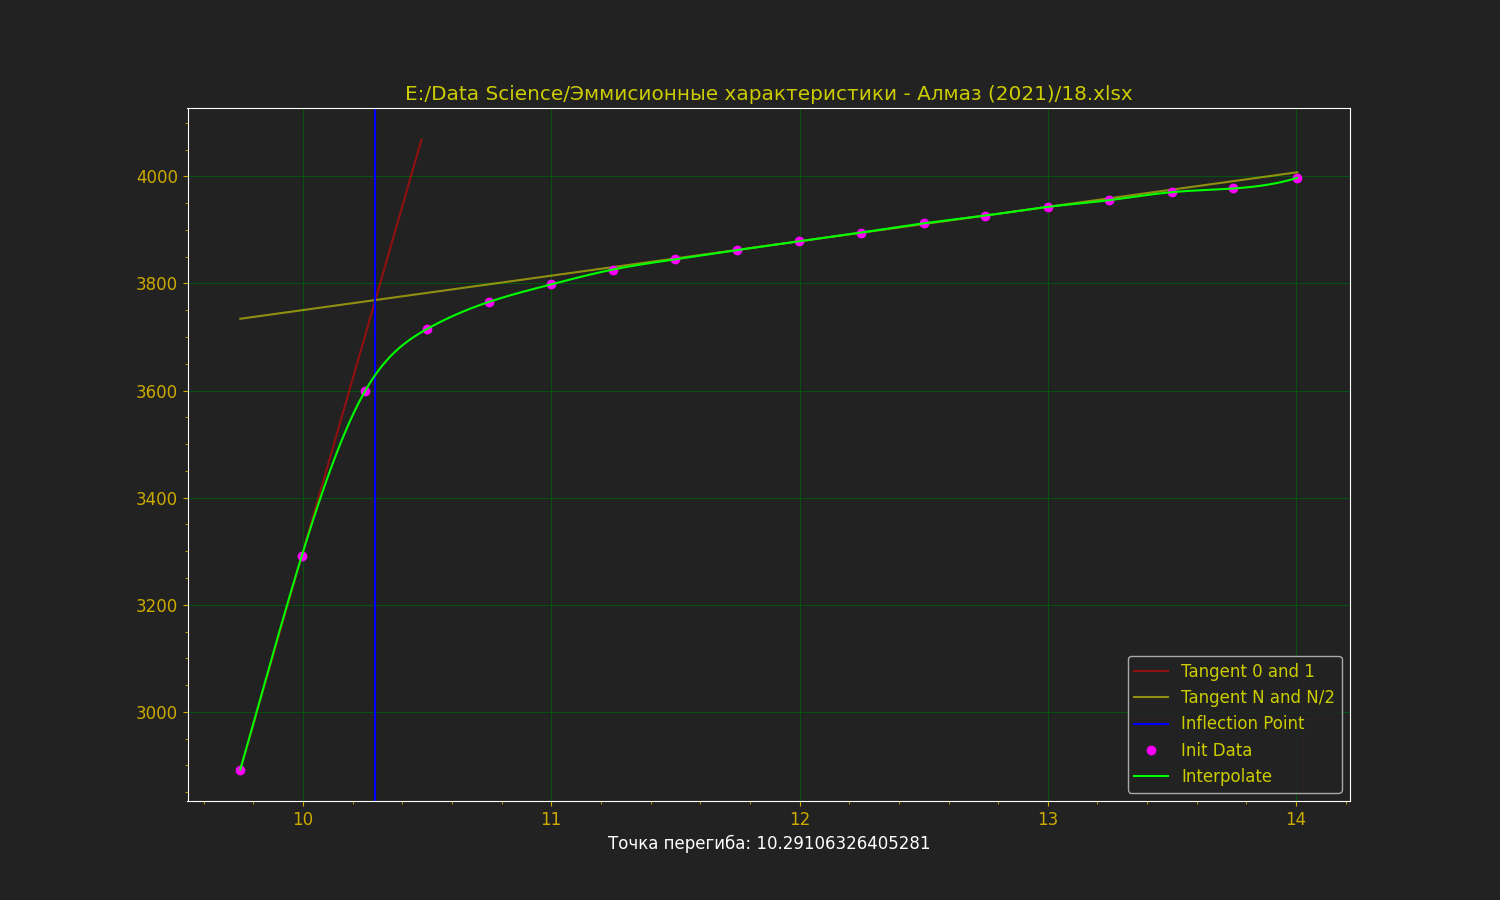 E:/Data Science/Эммисионные характеристики - Алмаз (2021)/18.xlsx
4000
3800
3600
3400
3200
3000
Tangent 0 and 1
Tangent N and N/2
Inflection Point
Init Data
Interpolate
10 11 12 13 14
Точка перегиба: 10.29106326405281